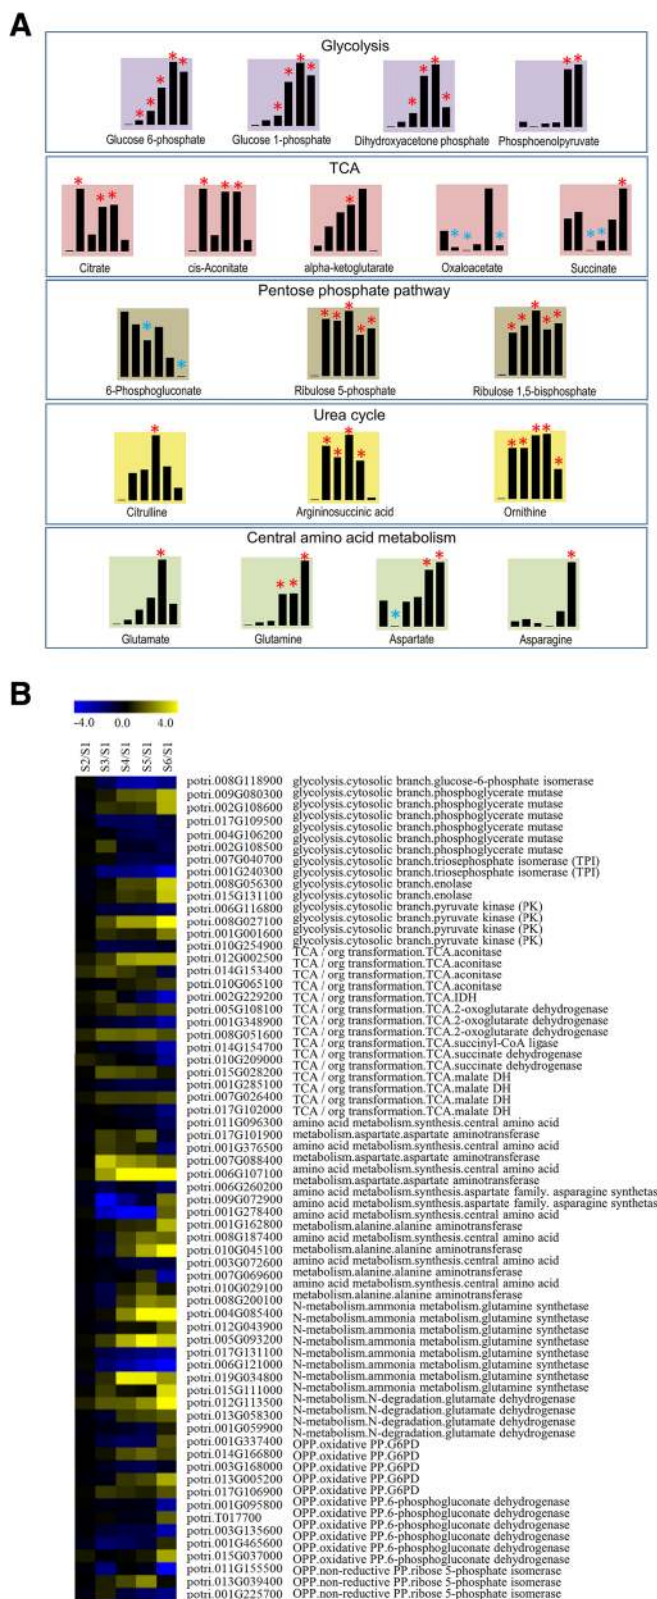 A
Glycolysis
Glucose 6-phosphate
Glucose 1-phosphate
Dihydroxyacetone phosphate
Phosphoenolpyruvate
TCA
Citrate
cis-Aconitate
alpha-ketoglutarate
Oxaloacetate
Succinate
Pentose phosphate pathway
6-Phosphogluconate
Ribulose 5-phosphate
Ribulose 1,5-bisphosphate
Urea cycle
Citrulline
Argininosuccinic acid
Ornithine
Central amino acid metabolism
Glutamate
Glutamine
Aspartate
Asparagine
B
-4.0 0.0 4.0
S2/S1
S3/S1
S4/S1
S5/S1
S6/S1
potri.008G118900
potri.009G080300
potri.002G108600
potri.017G109500
potri.004G106200
potri.002G108500
potri.007G040700
potri.001G240300
potri.008G056300
potri.015G131100
potri.006G116800
potri.008G027100
potri.001G001600
potri.010G254900
potri.012G002500
potri.014G153400
potri.010G065100
potri.002G229200
potri.005G108100
potri.001G348900
potri.008G051600
potri.014G154700
potri.010G209000
potri.015G028200
potri.001G285100
potri.007G026400
potri.017G102000
potri.011G096300
potri.017G101900
potri.001G376500
potri.007G088400
potri.006G107100
potri.006G260200
potri.009G072900
potri.001G278400
potri.001G162800
potri.008G187400
potri.010G045100
potri.003G072600
potri.007G069600
potri.010G029100
potri.008G200100
potri.004G085400
potri.012G043900
potri.005G093200
potri.017G131100
potri.006G121000
potri.019G034800
potri.015G111000
potri.012G113500
potri.013G058300
potri.001G059900
potri.001G337400
potri.014G166800
potri.003G168000
potri.013G005200
potri.017G106900
potri.001G095800
potri.T017700
potri.003G135600
potri.001G465600
potri.015G037000
potri.011G155500
potri.013G039400
potri.001G225700
glycolysis.cytosolic branch.glucose-6-phosphate isomerase
glycolysis.cytosolic branch.phosphoglycerate mutase
glycolysis.cytosolic branch.phosphoglycerate mutase
glycolysis.cytosolic branch.phosphoglycerate mutase
glycolysis.cytosolic branch.phosphoglycerate mutase
glycolysis.cytosolic branch.phosphoglycerate mutase
glycolysis.cytosolic branch.triosephosphate isomerase (TPI)
glycolysis.cytosolic branch.triosephosphate isomerase (TPI)
glycolysis.cytosolic branch.enolase
glycolysis.cytosolic branch.enolase
glycolysis.cytosolic branch.pyruvate kinase (PK)
glycolysis.cytosolic branch.pyruvate kinase (PK)
glycolysis.cytosolic branch.pyruvate kinase (PK)
glycolysis.cytosolic branch.pyruvate kinase (PK)
TCA / org transformation.TCA.aconitase
TCA / org transformation.TCA.aconitase
TCA / org transformation.TCA.aconitase
TCA / org transformation.TCA.IDH
TCA / org transformation.TCA.2-oxoglutarate dehydrogenase
TCA / org transformation.TCA.2-oxoglutarate dehydrogenase
TCA / org transformation.TCA.2-oxoglutarate dehydrogenase
TCA / org transformation.TCA.succinyl-CoA ligase
TCA / org transformation.TCA.succinate dehydrogenase
TCA / org transformation.TCA.succinate dehydrogenase
TCA / org transformation.TCA.malate DH
TCA / org transformation.TCA.malate DH
TCA / org transformation.TCA.malate DH
amino acid metabolism.synthesis.central amino acid
metabolism.aspartate.aspartate aminotransferase
amino acid metabolism.synthesis.central amino acid
metabolism.aspartate.aspartate aminotransferase
amino acid metabolism.synthesis.central amino acid
metabolism.aspartate.aspartate aminotransferase
amino acid metabolism.synthesis.aspartate family. asparagine synthetas
amino acid metabolism.synthesis.aspartate family. asparagine synthetas
amino acid metabolism.synthesis.central amino acid
metabolism.alanine.alanine aminotransferase
amino acid metabolism.synthesis.central amino acid
metabolism.alanine.alanine aminotransferase
amino acid metabolism.synthesis.central amino acid
metabolism.alanine.alanine aminotransferase
amino acid metabolism.synthesis.central amino acid
metabolism.alanine.alanine aminotransferase
N-metabolism.ammonia metabolism.glutamine synthetase
N-metabolism.ammonia metabolism.glutamine synthetase
N-metabolism.ammonia metabolism.glutamine synthetase
N-metabolism.ammonia metabolism.glutamine synthetase
N-metabolism.ammonia metabolism.glutamine synthetase
N-metabolism.ammonia metabolism.glutamine synthetase
N-metabolism.ammonia metabolism.glutamine synthetase
N-metabolism.ammonia metabolism.glutamine synthetase
N-metabolism.N-degradation.glutamate dehydrogenase
N-metabolism.N-degradation.glutamate dehydrogenase
N-metabolism.N-degradation.glutamate dehydrogenase
N-metabolism.N-degradation.glutamate dehydrogenase
OPP.oxidative PP.G6PD
OPP.oxidative PP.G6PD
OPP.oxidative PP.G6PD
OPP.oxidative PP.G6PD
OPP.oxidative PP.G6PD
OPP.oxidative PP.6-phosphogluconate dehydrogenase
OPP.oxidative PP.6-phosphogluconate dehydrogenase
OPP.oxidative PP.6-phosphogluconate dehydrogenase
OPP.oxidative PP.6-phosphogluconate dehydrogenase
OPP.oxidative PP.6-phosphogluconate dehydrogenase
OPP.non-reductive PP.ribose 5-phosphate isomerase
OPP.non-reductive PP.ribose 5-phosphate isomerase
OPP.non-reductive PP.ribose 5-phosphate isomerase